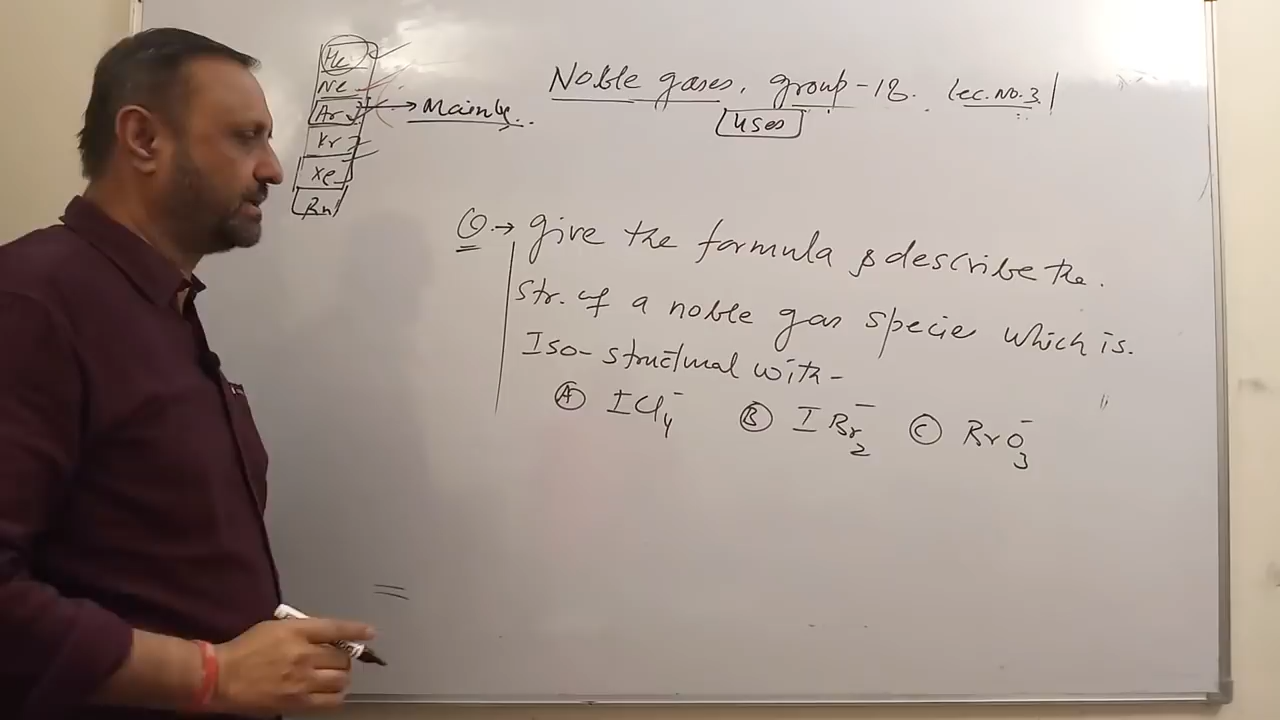 He
Ne
Ar → Mainly.
Kr
Xe
Rn
Noble gases, group-18. Lec. No. 3.
Uses
Q. → Give the formula & describe the.
Str. of a noble gas specie which is.
Iso-structural with-
(A) ICl₄⁻ (B) IBr₂⁻ (C) BrO₃⁻